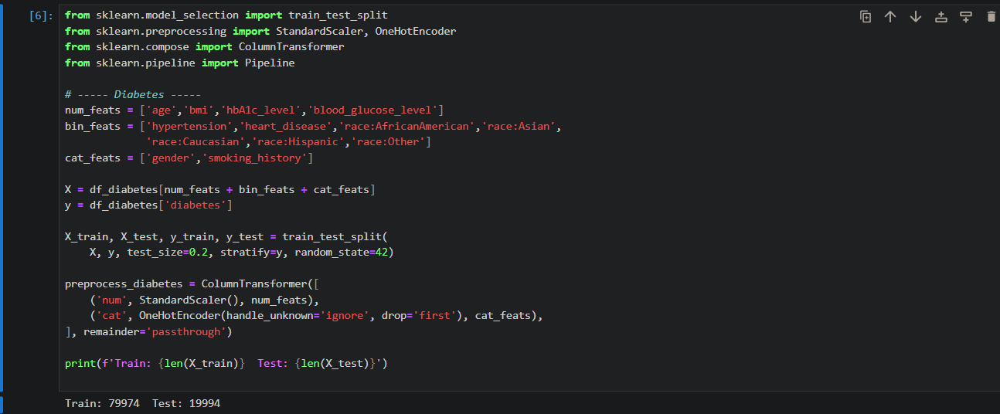 [6]: from sklearn.model_selection import train_test_split
from sklearn.preprocessing import StandardScaler, OneHotEncoder
from sklearn.compose import ColumnTransformer
from sklearn.pipeline import Pipeline
# ----- Diabetes -----
num_feats = ['age','bmi','hbA1c_level','blood_glucose_level']
bin_feats = ['hypertension','heart_disease','race:AfricanAmerican','race:Asian',
'race:Caucasian','race:Hispanic','race:Other']
cat_feats = ['gender','smoking_history']
X = df_diabetes[num_feats + bin_feats + cat_feats]
y = df_diabetes['diabetes']
X_train, X_test, y_train, y_test = train_test_split(
X, y, test_size=0.2, stratify=y, random_state=42)
preprocess_diabetes = ColumnTransformer([
('num', StandardScaler(), num_feats),
('cat', OneHotEncoder(handle_unknown='ignore', drop='first'), cat_feats),
], remainder='passthrough')
print(f'Train: {len(X_train)}  Test: {len(X_test)}')
Train: 79974  Test: 19994